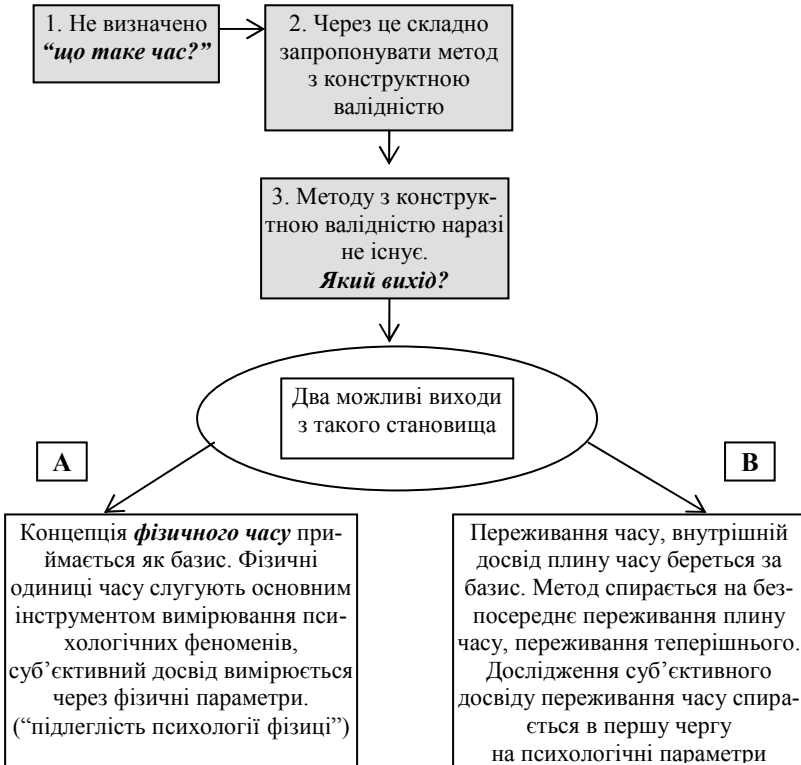 1. Не визначено
“що таке час?”
2. Через це складно
запропонувати метод
з конструктною
валідністю
3. Методу з конструк-
тною валідністю наразі
не існує.
Який вихід?
Два можливі виходи
з такого становища
А
В
Концепція фізичного часу при-
ймається як базис. Фізичні
одиниці часу слугують основним
інструментом вимірювання пси-
хологічних феноменів,
суб’єктивний досвід вимірюється
через фізичні параметри.
(“підлеглість психології фізиці”)
Переживання часу, внутрішній
досвід плину часу береться за
базис. Метод спирається на без-
посереднє переживання плину
часу, переживання теперішнього.
Дослідження суб’єктивного
досвіду переживання часу спира-
ється в першу чергу
на психологічні параметри